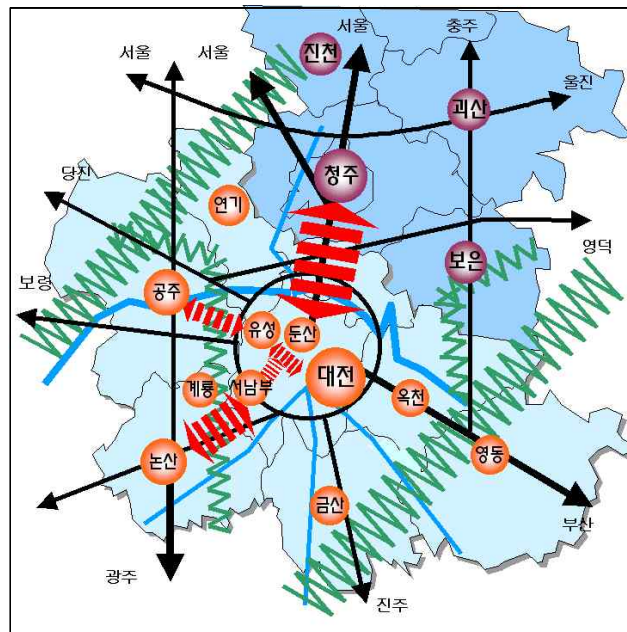 서울
서울
서울
충주
진천
울진
괴산
청주
당진
연기
영덕
보은
보령
공주
유성
둔산
대전
계룡
서남부
옥천
논산
영동
금산
부산
광주
진주